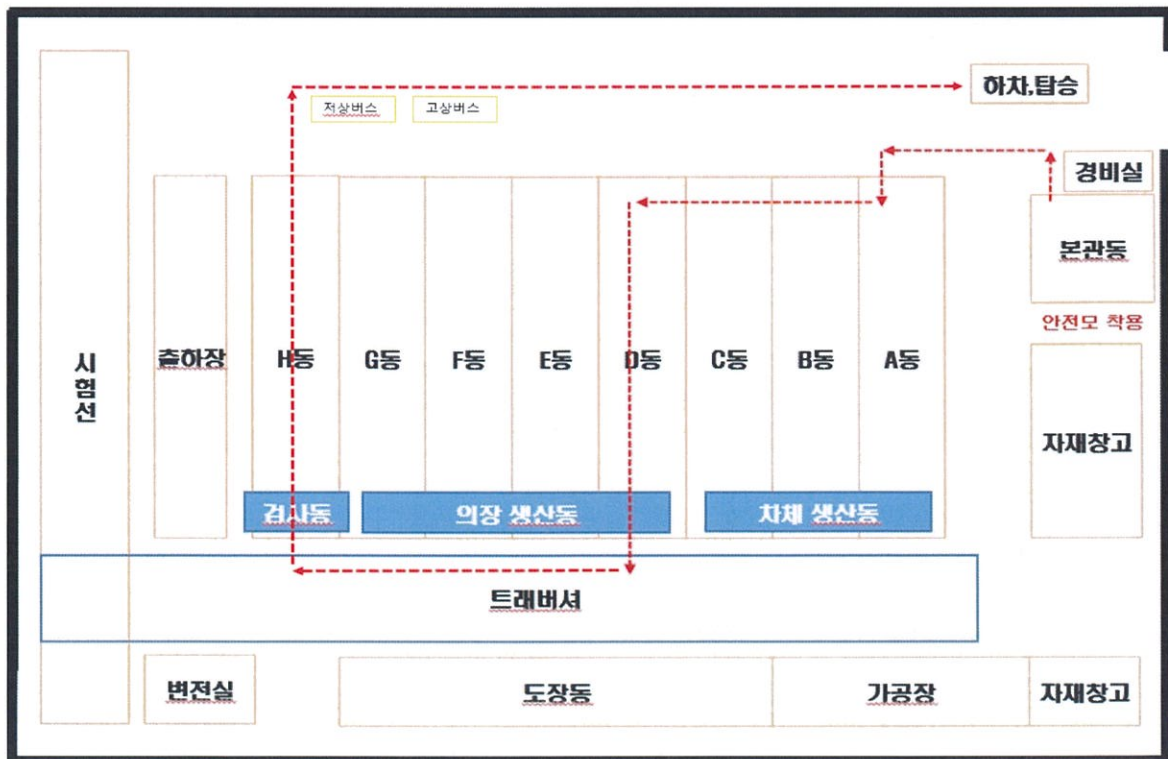 하차,탑승
저상버스
고상버스
경비실
본관동
안전모 착용
시험선
출하장
H동
G동
F동
E동
D동
C동
B동
A동
자재창고
검사동
의장 생산동
차체 생산동
트래버셔
변전실
도장동
가공장
자재창고